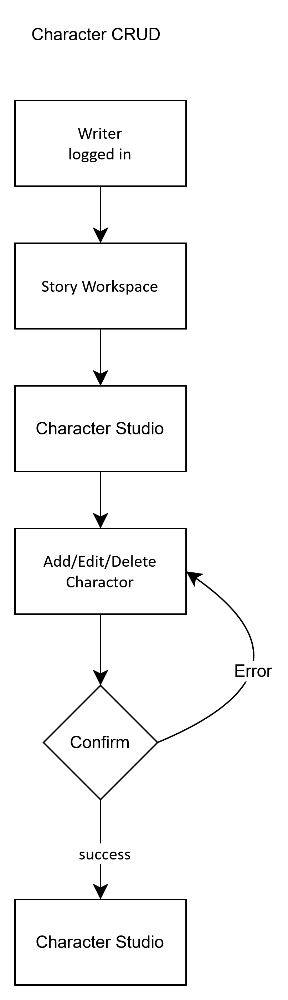 Character CRUD
Writer
logged in
Story Workspace
Character Studio
Add/Edit/Delete
Charactor
Error
Confirm
success
Character Studio